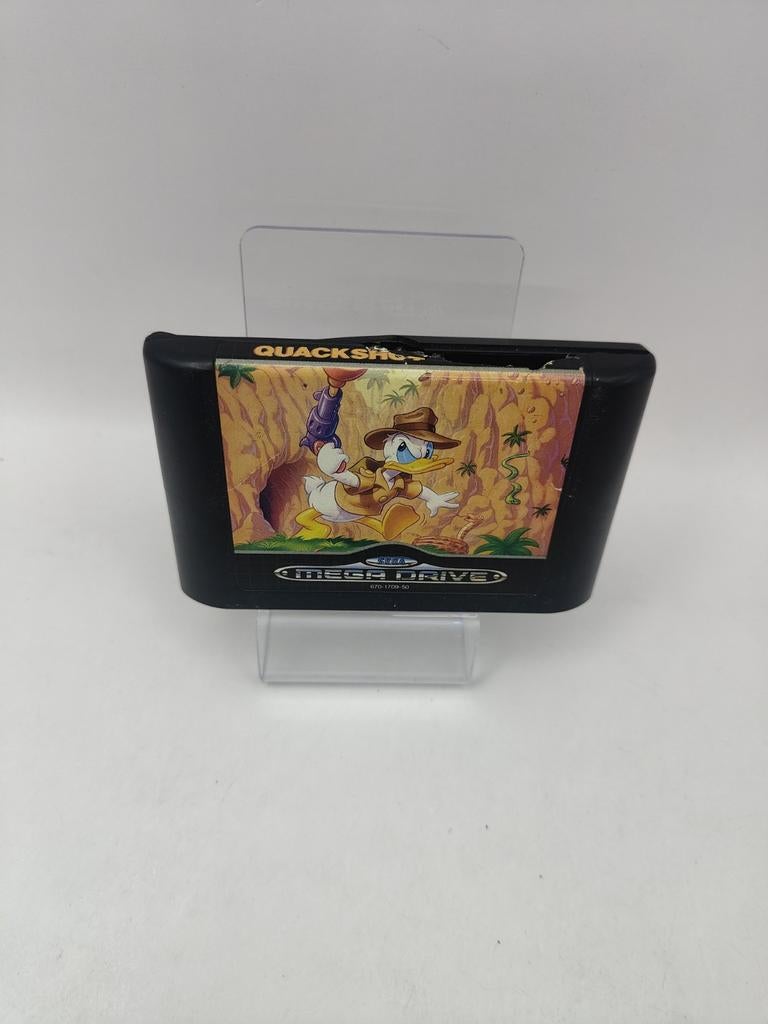 QUACKSHOT
SEGA
MEGA DRIVE
670-1709-50